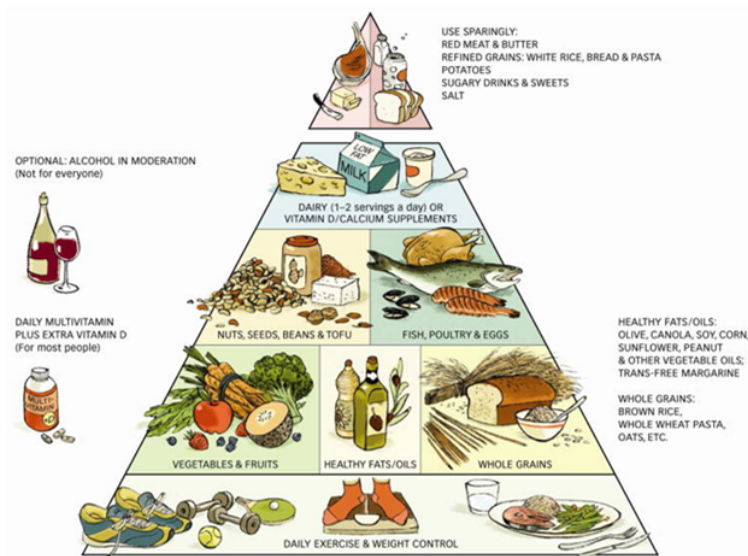 USE SPARINGLY:
RED MEAT & BUTTER
REFINED GRAINS: WHITE RICE, BREAD & PASTA
POTATOES
SUGARY DRINKS & SWEETS
SALT
OPTIONAL: ALCOHOL IN MODERATION
(Not for everyone)
LOW
FAT
MILK
DAIRY (1–2 servings a day) OR
VITAMIN D/CALCIUM SUPPLEMENTS
DAILY MULTIVITAMIN
PLUS EXTRA VITAMIN D
(For most people)
MULTI-
VITAMIN
+D
NUTS, SEEDS, BEANS & TOFU
FISH, POULTRY & EGGS
HEALTHY FATS/OILS:
OLIVE, CANOLA, SOY, CORN,
SUNFLOWER, PEANUT
& OTHER VEGETABLE OILS;
TRANS-FREE MARGARINE
WHOLE GRAINS:
BROWN RICE,
WHOLE WHEAT PASTA,
OATS, ETC.
VEGETABLES & FRUITS
HEALTHY FATS/OILS
WHOLE GRAINS
DAILY EXERCISE & WEIGHT CONTROL